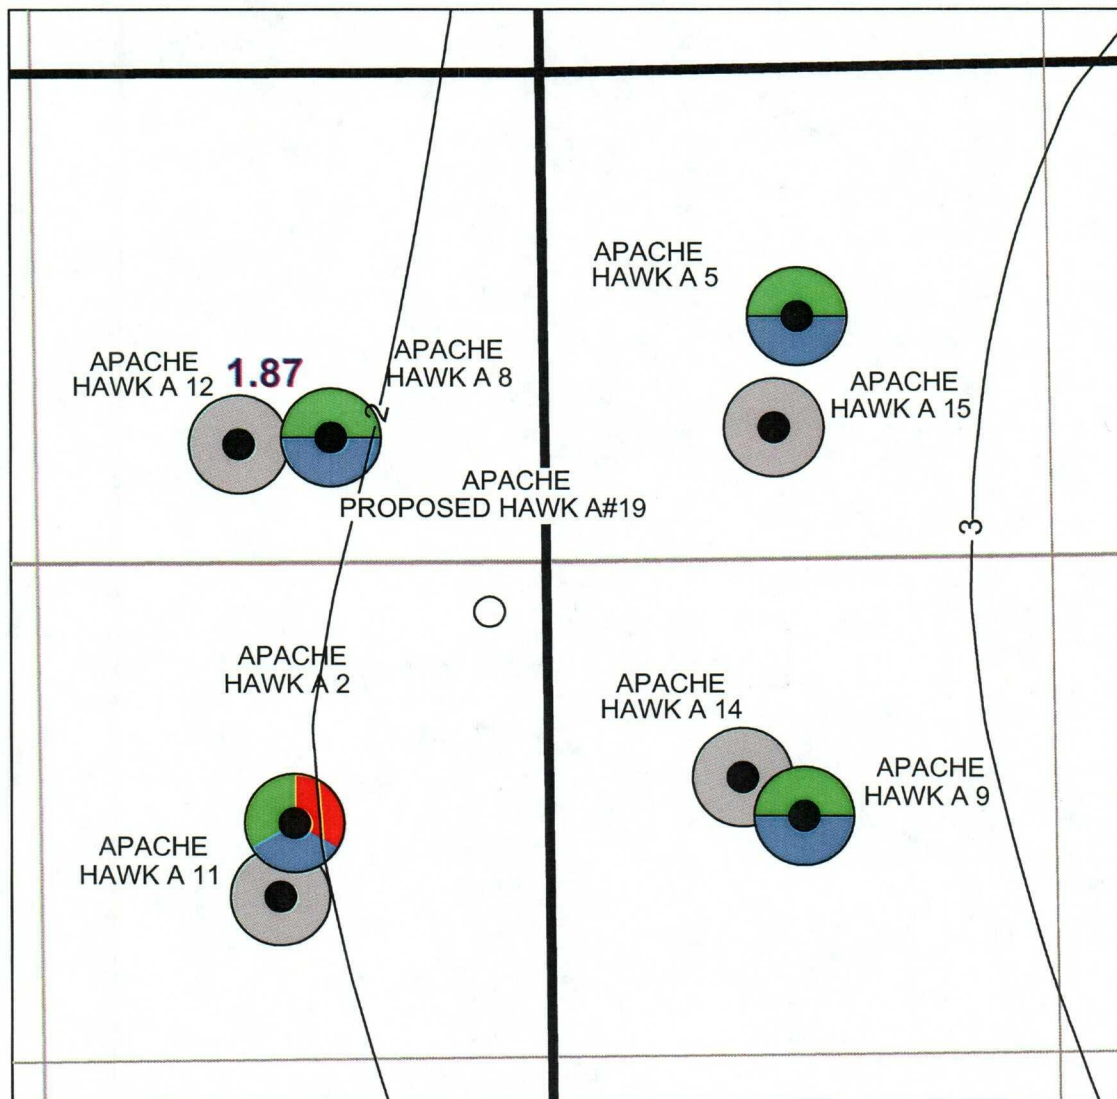 APACHE
HAWK A 5
APACHE
HAWK A 12
1.87
APACHE
HAWK A 8
2
APACHE
HAWK A 15
APACHE
PROPOSED HAWK A#19
3
APACHE
HAWK A 2
APACHE
HAWK A 14
APACHE
HAWK A 9
APACHE
HAWK A 11